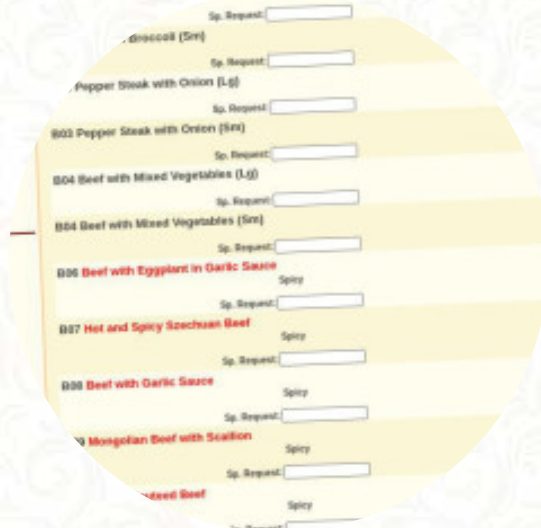 Sp. Request:
Broccoli (Sm)
Sp. Request:
Pepper Steak with Onion (Lg)
Sp. Request:
B03 Pepper Steak with Onion (Sm)
Sp. Request:
B04 Beef with Mixed Vegetables (Lg)
Sp. Request:
B04 Beef with Mixed Vegetables (Sm)
Sp. Request:
B06 Beef with Eggplant in Garlic Sauce
Spicy
Sp. Request:
B07 Hot and Spicy Szechuan Beef
Spicy
Sp. Request:
B08 Beef with Garlic Sauce
Spicy
Sp. Request:
9 Mongolian Beef with Scallion
Spicy
Sp. Request:
Beef
Spicy
Sp. Request: